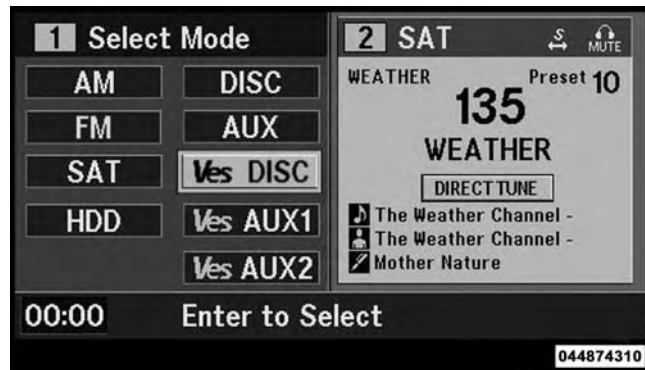 1 Select Mode
AM
DISC
FM
AUX
SAT
Ves DISC
HDD
Ves AUX1
Ves AUX2
2 SAT
S
MUTE
WEATHER
Preset 10
135
WEATHER
DIRECT TUNE
The Weather Channel -
The Weather Channel -
Mother Nature
00:00
Enter to Select
044874310